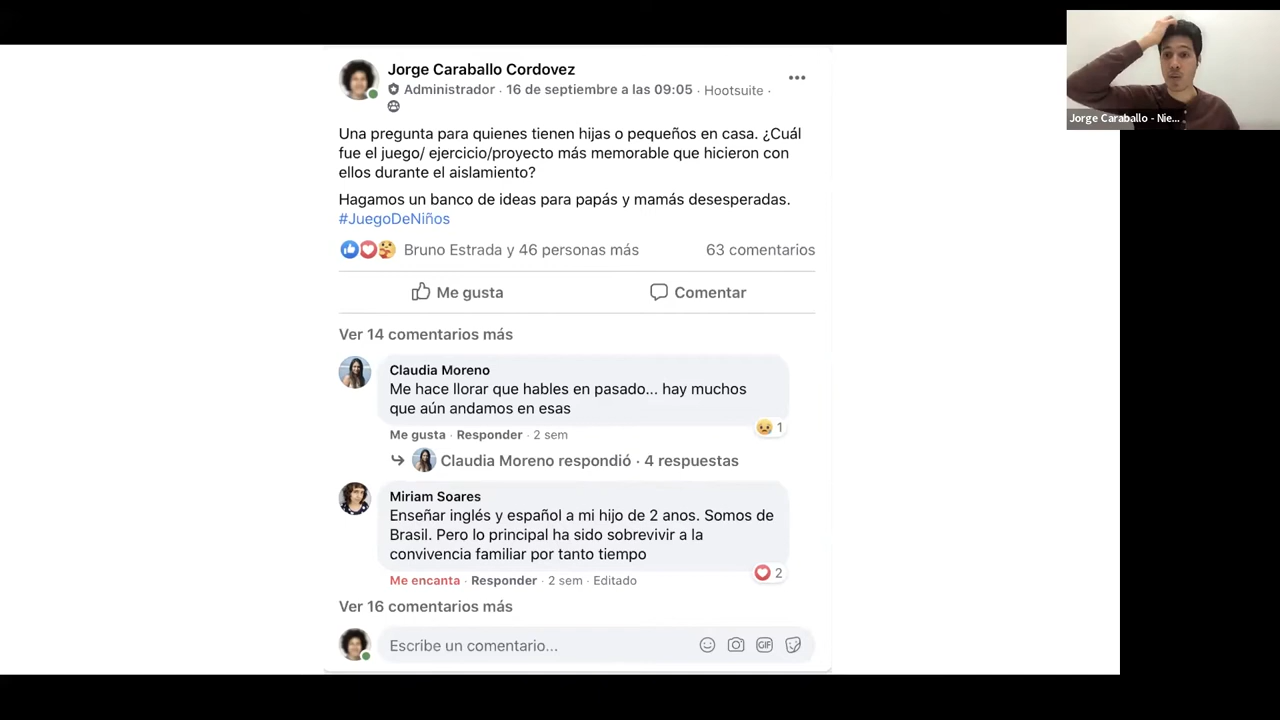 Jorge Caraballo Cordovez
Administrador · 16 de septiembre a las 09:05 · Hootsuite ·
Una pregunta para quienes tienen hijas o pequeños en casa. ¿Cuál
fue el juego/ ejercicio/proyecto más memorable que hicieron con
ellos durante el aislamiento?
Hagamos un banco de ideas para papás y mamás desesperadas.
#JuegoDeNiños
Bruno Estrada y 46 personas más 63 comentarios
Me gusta Comentar
Ver 14 comentarios más
Claudia Moreno
Me hace llorar que hables en pasado... hay muchos
que aún andamos en esas
1
Me gusta · Responder · 2 sem
Claudia Moreno respondió · 4 respuestas
Miriam Soares
Enseñar inglés y español a mi hijo de 2 anos. Somos de
Brasil. Pero lo principal ha sido sobrevivir a la
convivencia familiar por tanto tiempo
2
Me encanta · Responder · 2 sem · Editado
Ver 16 comentarios más
Escribe un comentario...
GIF
Jorge Caraballo - Nie...